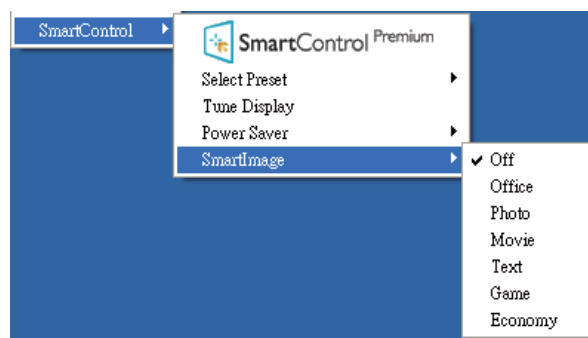 SmartControl
SmartControl Premium
Select Preset
Tune Display
Power Saver
SmartImage
Off
Office
Photo
Movie
Text
Game
Economy